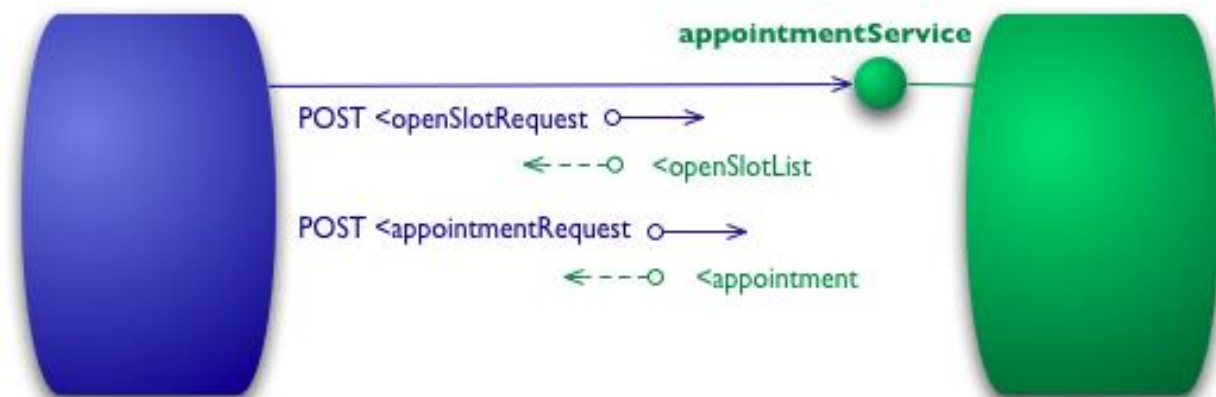 appointmentService
POST <openSlotRequest
<openSlotList
POST <appointmentRequest
<appointment